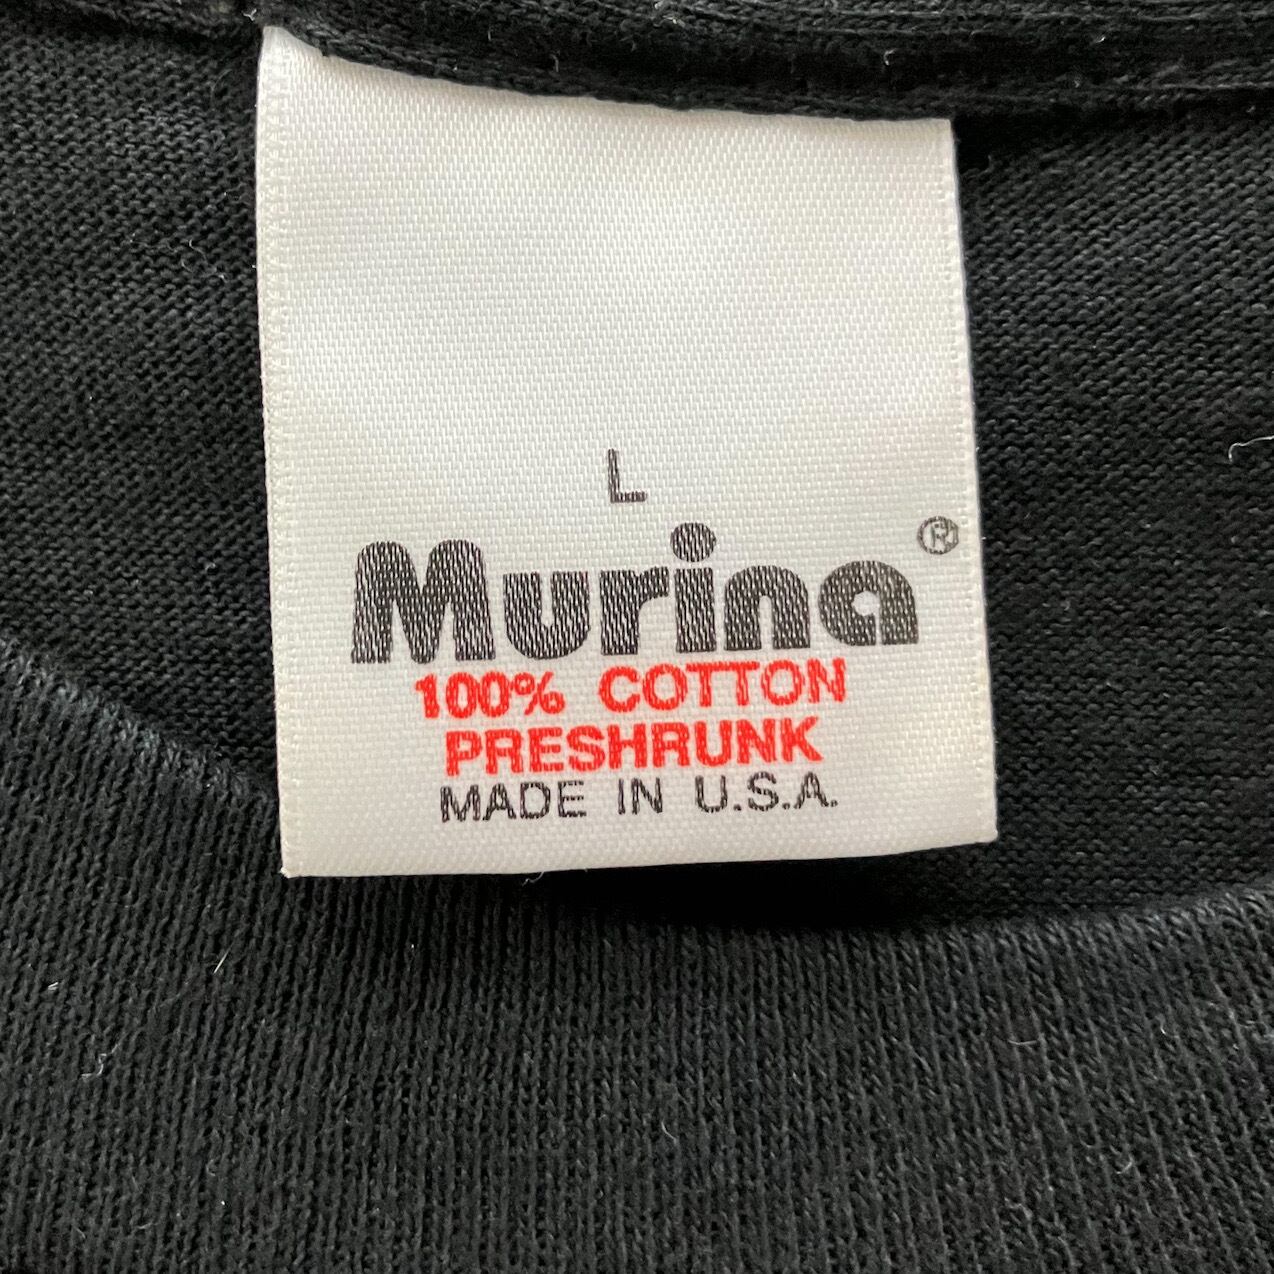 L
Murina®
100% COTTON
PRESHRUNK
MADE IN U.S.A.